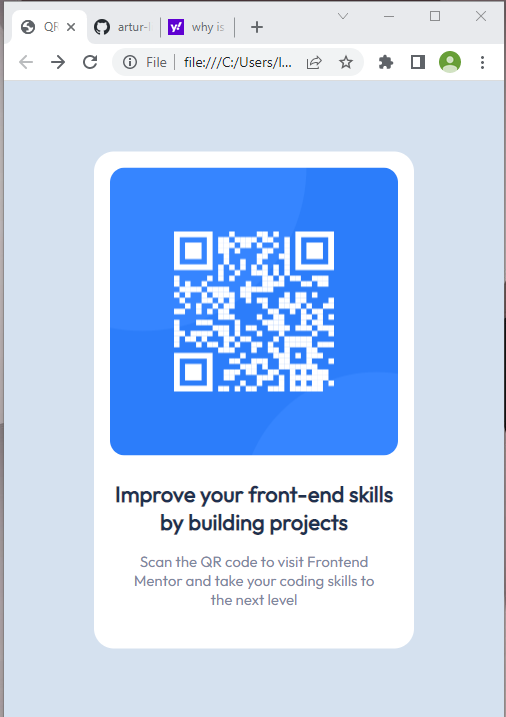 QF
artur-
why is
File
file:///C:/Users/I...
Improve your front-end skills
by building projects
Scan the QR code to visit Frontend
Mentor and take your coding skills to
the next level